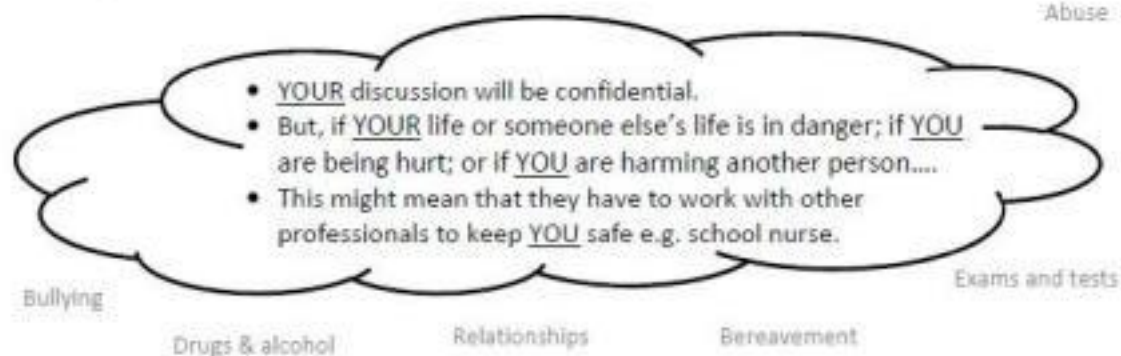 Abuse
• YOUR discussion will be confidential.
• But, if YOUR life or someone else's life is in danger; if YOU
are being hurt; or if YOU are harming another person....
• This might mean that they have to work with other
professionals to keep YOU safe e.g. school nurse.
Exams and tests
Bullying
Relationships
Bereavement
Drugs & alcohol